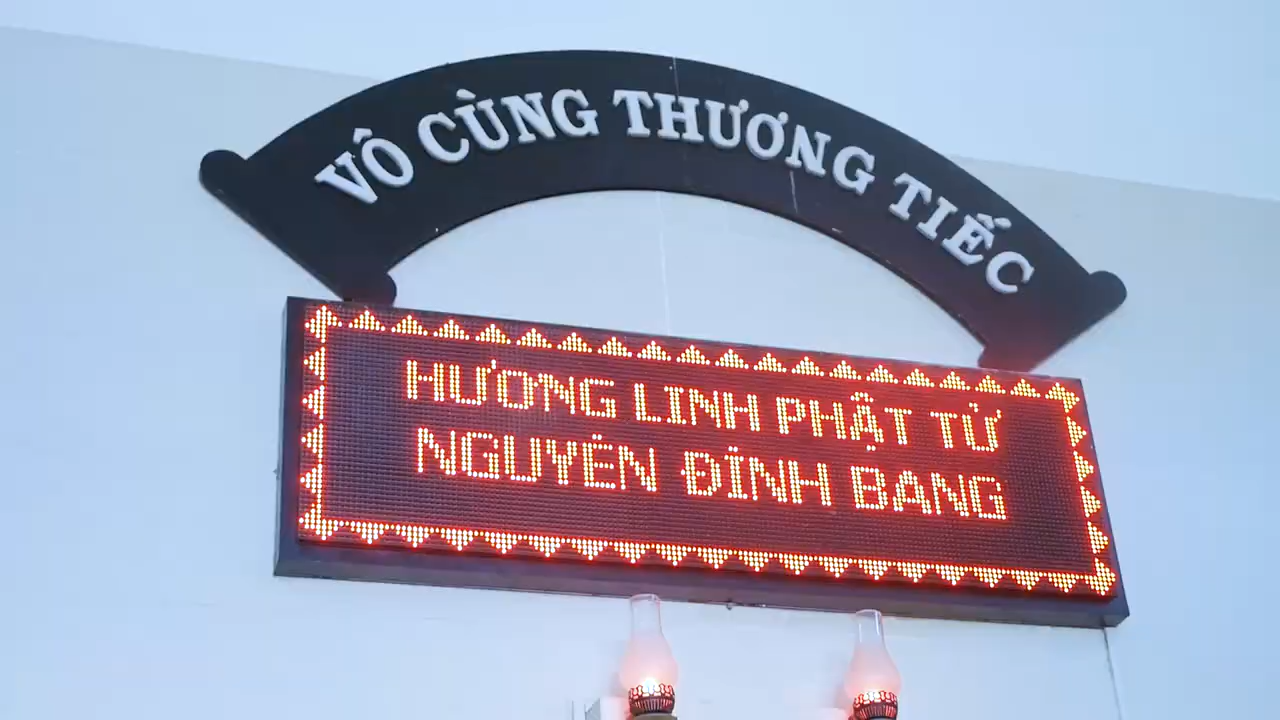 VÔ CÙNG THƯƠNG TIẾC
HƯƠNG LINH PHẬT TỬ
NGUYỄN ĐÌNH BANG